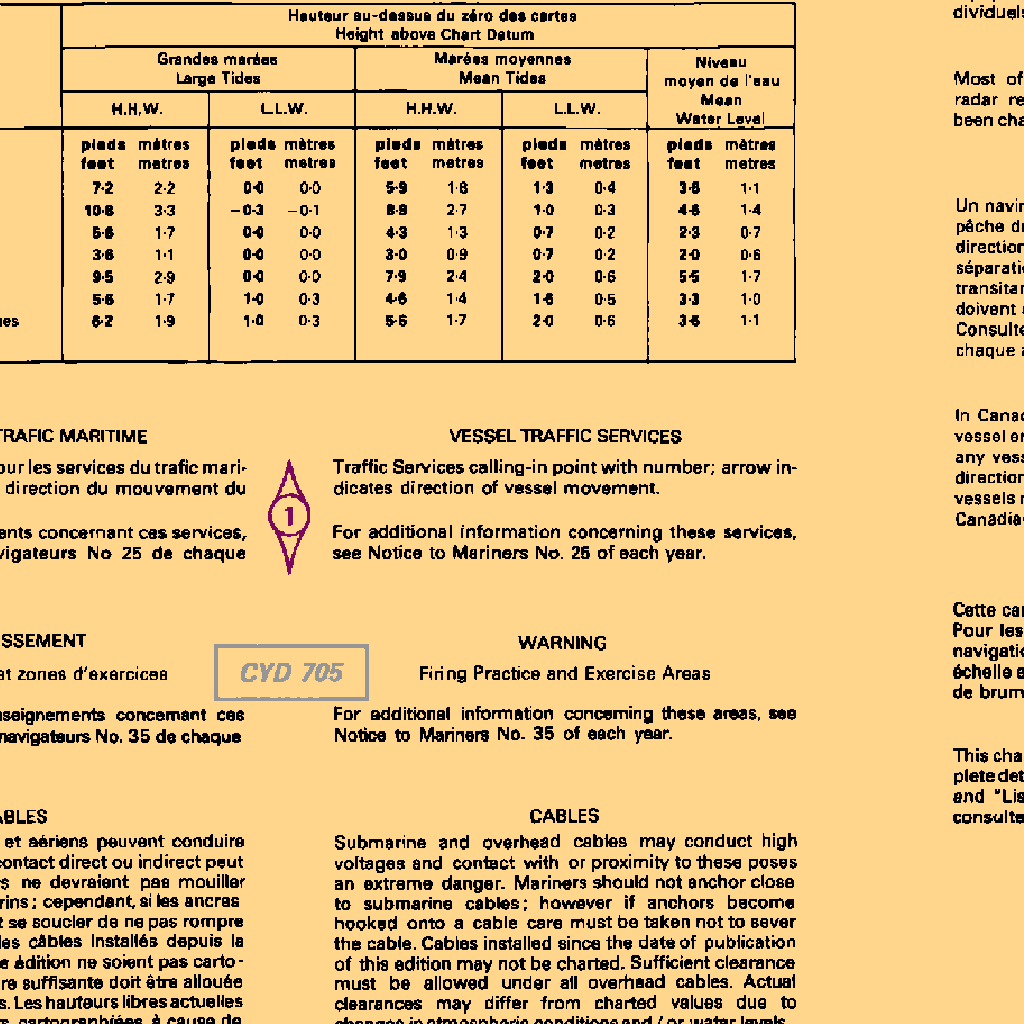 Hauteur au-dessus du zéro des cartes
Height above Chart Datum
Grandes marées
Large Tides
Marées moyennes
Mean Tides
Niveau
moyen de l'eau
Mean
Water Level
H.H.W. L.L.W. H.H.W. L.L.W.
pieds mètres pieds mètres pieds mètres pieds mètres pieds mètres
feet metres feet metres feet metres feet metres feet metres
7·2 2·2 0·0 0·0 5·9 1·8 1·3 0·4 3·6 1·1
10·8 3·3 −0·3 −0·1 8·9 2·7 1·0 0·3 4·6 1·4
5·6 1·7 0·0 0·0 4·3 1·3 0·7 0·2 2·3 0·7
3·6 1·1 0·0 0·0 3·0 0·9 0·7 0·2 2·0 0·6
9·5 2·9 0·0 0·0 7·9 2·4 2·0 0·6 5·5 1·7
5·6 1·7 1·0 0·3 4·6 1·4 1·6 0·5 3·3 1·0
6·2 1·9 1·0 0·3 5·6 1·7 2·0 0·6 3·6 1·1
TRAFIC MARITIME
our les services du trafic mari-
direction du mouvement du
ents concernant ces services,
vigateurs No 25 de chaque
1
VESSEL TRAFFIC SERVICES
Traffic Services calling-in point with number; arrow in-
dicates direction of vessel movement.
For additional information concerning these services,
see Notice to Mariners No. 25 of each year.
SSEMENT
et zones d'exercices
CYD 705
nseignements concernant ces
navigateurs No. 35 de chaque
WARNING
Firing Practice and Exercise Areas
For additional information concerning these areas, see
Notice to Mariners No. 35 of each year.
ABLES
et aériens peuvent conduire
contact direct ou indirect peut
rs ne devraient pas mouiller
rins; cependant, si les ancres
t se soucier de ne pas rompre
les câbles installés depuis la
e édition ne soient pas carto-
re suffisante doit être allouée
s. Les hauteurs libres actuelles
cartographiées à cause de
CABLES
Submarine and overhead cables may conduct high
voltages and contact with or proximity to these poses
an extreme danger. Mariners should not anchor close
to submarine cables; however if anchors become
hooked onto a cable care must be taken not to sever
the cable. Cables installed since the date of publication
of this edition may not be charted. Sufficient clearance
must be allowed under all overhead cables. Actual
clearances may differ from charted values due to
changes in atmospheric conditions and / or water levels.
dividuels
Most of
radar re
been cha
Un navir
pêche d
direction
séparati
transitar
doivent
Consulte
chaque a
In Canad
vessel en
any vess
direction
vessels
Canadia
Cette car
Pour les
navigatio
échelle
de brum
This cha
plete det
and "Lis
consulte